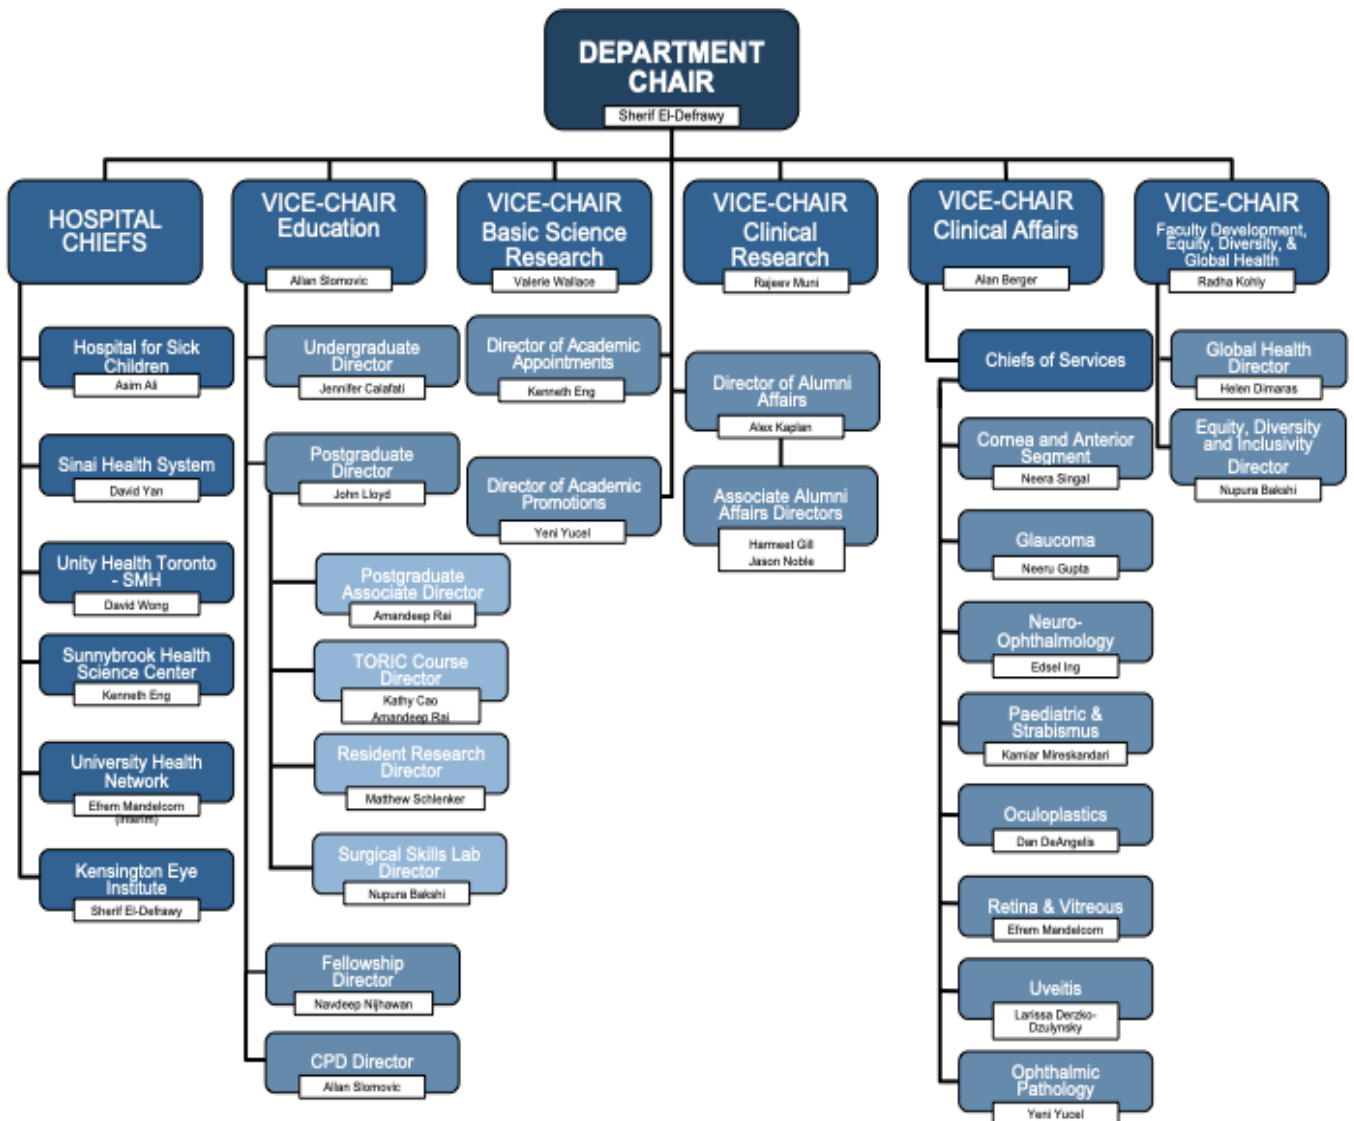 DEPARTMENT
CHAIR
Sherif El-Defrawy
HOSPITAL
CHIEFS
Hospital for Sick
Children
Asim Ali
Sinai Health System
David Yan
Unity Health Toronto
- SMH
David Wong
Sunnybrook Health
Science Center
Kenneth Eng
University Health
Network
Efrem Mandelcorn
(Interim)
Kensington Eye
Institute
Sherif El-Defrawy
VICE-CHAIR
Education
Allan Slomovic
Undergraduate
Director
Jennifer Calafati
Postgraduate
Director
John Lloyd
Postgraduate
Associate Director
Amandeep Rai
TORIC Course
Director
Kathy Cao
Amandeep Rai
Resident Research
Director
Matthew Schlenker
Surgical Skills Lab
Director
Nupura Bakshi
Fellowship
Director
Navdeep Nijhawan
CPD Director
Allan Slomovic
VICE-CHAIR
Basic Science
Research
Valerie Wallace
Director of Academic
Appointments
Kenneth Eng
Director of Academic
Promotions
Yeni Yucel
VICE-CHAIR
Clinical
Research
Rajeev Muni
Director of Alumni
Affairs
Alex Kaplan
Associate Alumni
Affairs Directors
Harmeet Gill
Jason Noble
VICE-CHAIR
Clinical Affairs
Alan Berger
Chiefs of Services
Cornea and Anterior
Segment
Neera Singal
Glaucoma
Neeru Gupta
Neuro-
Ophthalmology
Edsel Ing
Paediatric &
Strabismus
Kamiar Mireskandari
Oculoplastics
Dan DeAngelis
Retina & Vitreous
Efrem Mandelcorn
Uveitis
Larissa Derzko-
Dzulynsky
Ophthalmic
Pathology
Yeni Yucel
VICE-CHAIR
Faculty Development,
Equity, Diversity, &
Global Health
Radha Kohly
Global Health
Director
Helen Dimaras
Equity, Diversity
and Inclusivity
Director
Nupura Bakshi